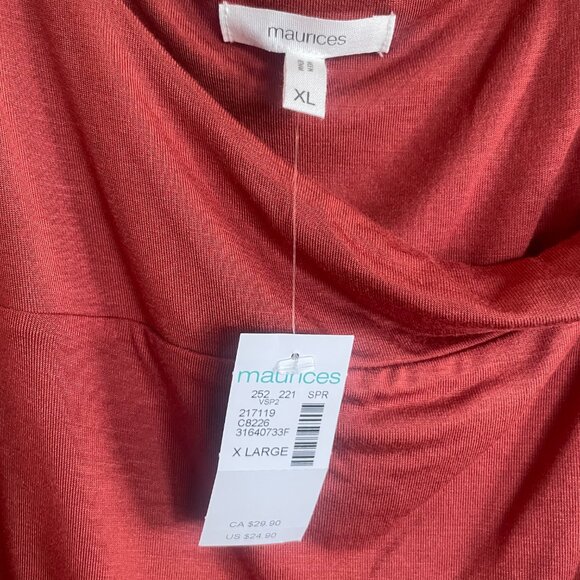 maurices
XL
maurices
252 221 SPR
VSP2
217119
C8226
31640733F
X LARGE
CA $29.90
US $24.90